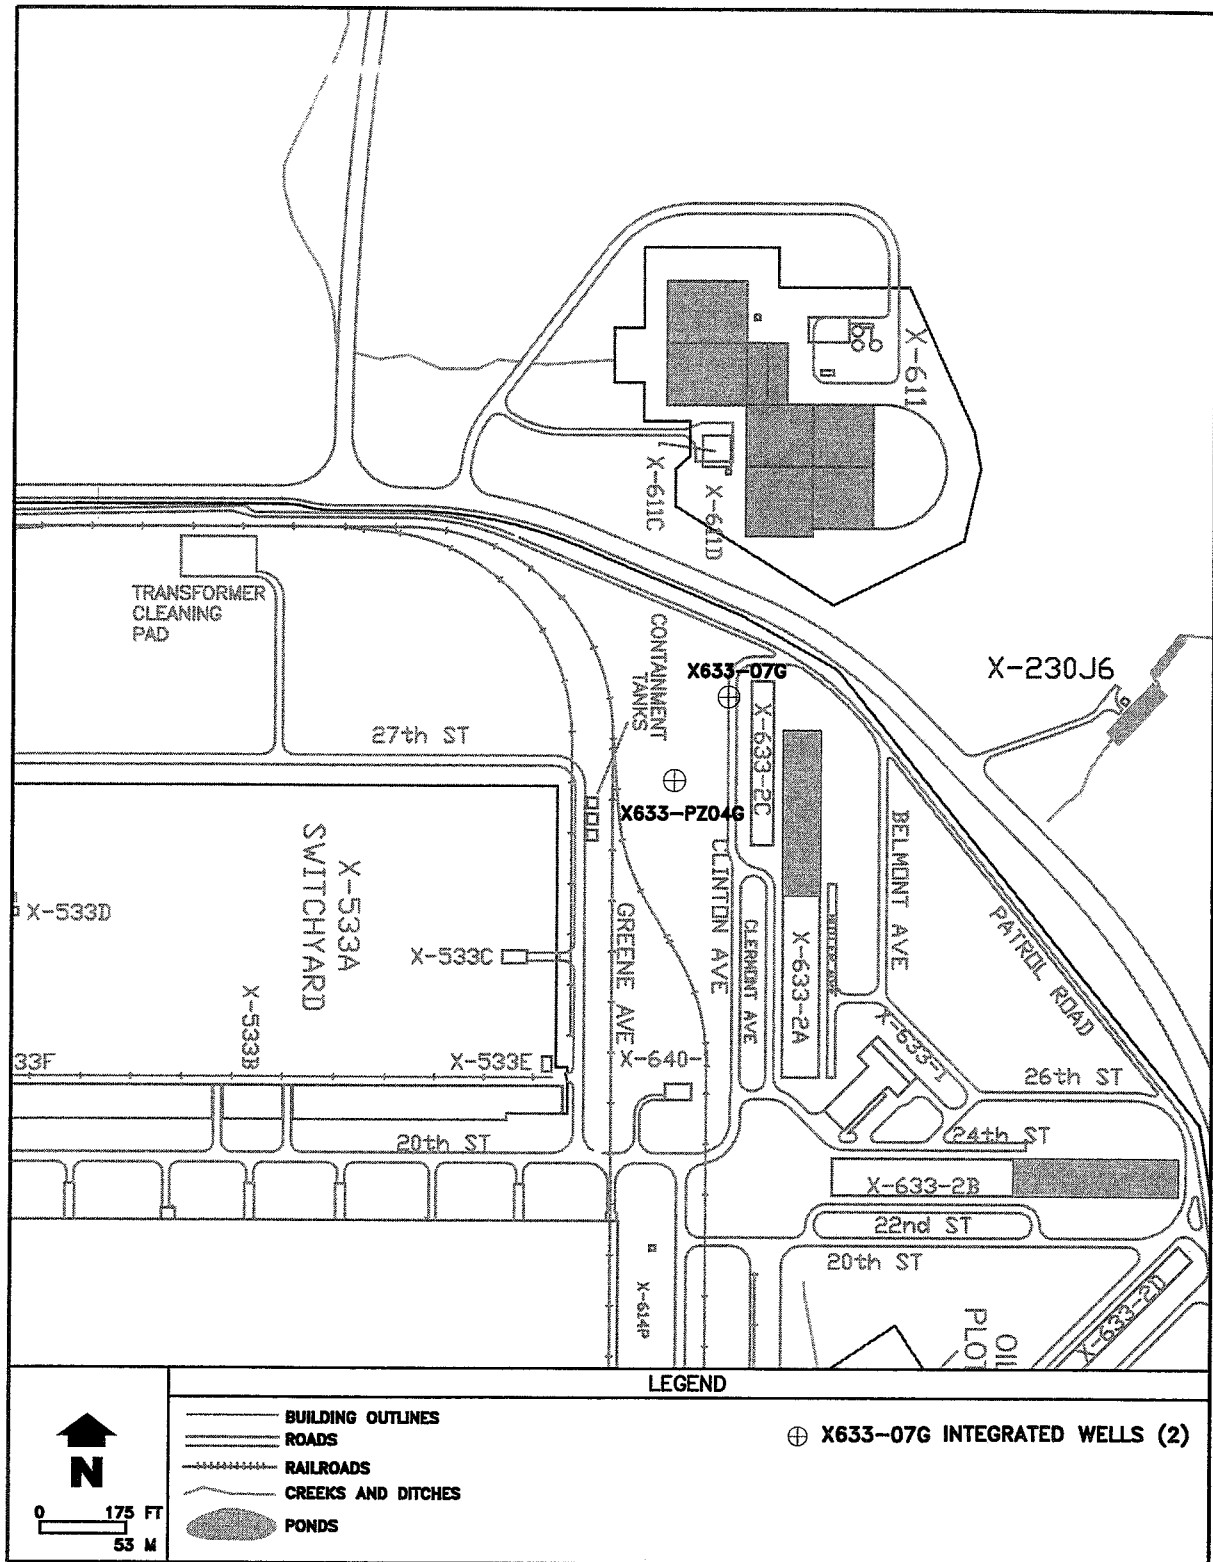 X-611
X-611C
X-611D
TRANSFORMER
CLEANING
PAD
CONTAINMENT
TANKS
X633-07G
X-230J6
27th ST
X-633-2C
X633-PZ04G
CLINTON AVE
BELMONT AVE
X-533A
SWITCHYARD
X-533D
X-533C
GREENE AVE
CLERMONT AVE
X-633-2A
PATROL ROAD
X-533B
33F
X-533E
X-640-1
X-633-1
26th ST
20th ST
24th ST
X-633-2B
22nd ST
20th ST
X-614P
X-633-2D
OIL
PLOT
LEGEND
N
0 175 FT
53 M
BUILDING OUTLINES
ROADS
RAILROADS
CREEKS AND DITCHES
PONDS
X633-07G INTEGRATED WELLS (2)